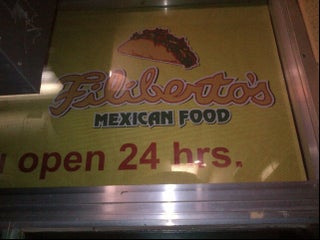 Filiberto's
MEXICAN FOOD
open 24 hrs.